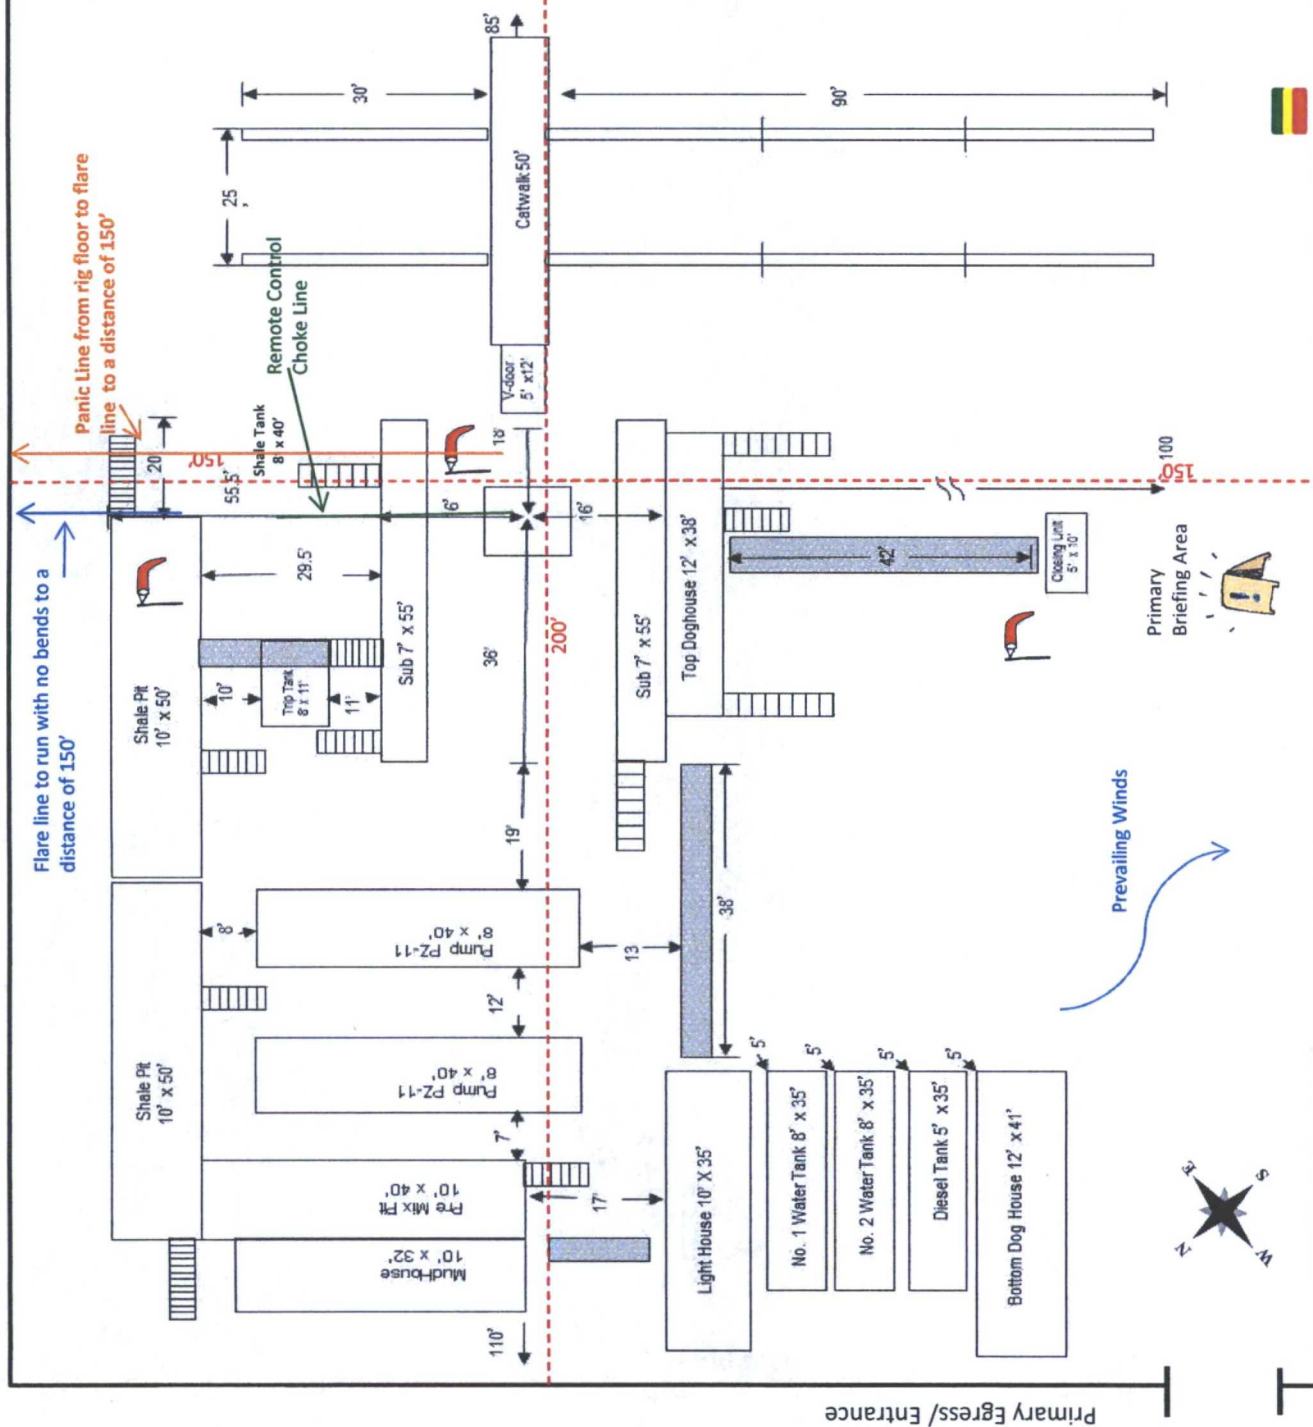 85'
30'
90'
25
'
Catwalk 50'
V-door
5' x12'
Panic Line from rig floor to flare
line to a distance of 150'
Remote Control
Choke Line
Shale Tank
8' x 40'
20
150'
55.5'
18'
6'
16'
29.5'
Flare line to run with no bends to a
distance of 150'
Shale Pit
10' x 50'
10'
Trip Tank
8' x 11'
11'
Sub 7' x 55'
36'
200'
Sub 7' x 55'
Top Doghouse 12' x 38'
42'
Closing Unit
5' x 10'
100
150'
Primary
Briefing Area
!
19'
8'
Pump PZ-11
8' x 40'
12'
13
38'
Shale Pit
10' x 50'
Pump PZ-11
8' x 40'
7'
Pre Mix Pit
10' x 40'
MudHouse
10' x 32'
17'
110'
Light House 10' X 35'
5'
No. 1 Water Tank 8' x 35'
5'
No. 2 Water Tank 8' x 35'
5'
Diesel Tank 5' x 35'
5'
Bottom Dog House 12' x 41'
Prevailing Winds
N
E
S
W
Primary Egress/ Entrance